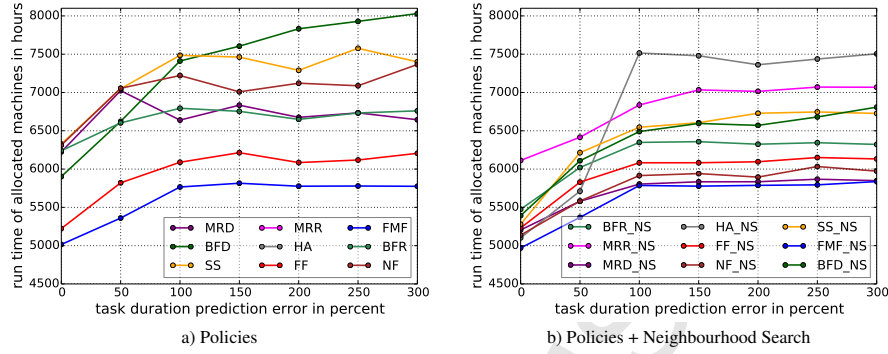 8000
7500
7000
6500
6000
5500
5000
4500
run time of allocated machines in hours
MRD MRR FMF
BFD HA BFR
SS FF NF
0 50 100 150 200 250 300
task duration prediction error in percent
a) Policies
8000
7500
7000
6500
6000
5500
5000
4500
run time of allocated machines in hours
BFR_NS HA_NS SS_NS
MRR_NS FF_NS FMF_NS
MRD_NS NF_NS BFD_NS
0 50 100 150 200 250 300
task duration prediction error in percent
b) Policies + Neighbourhood Search